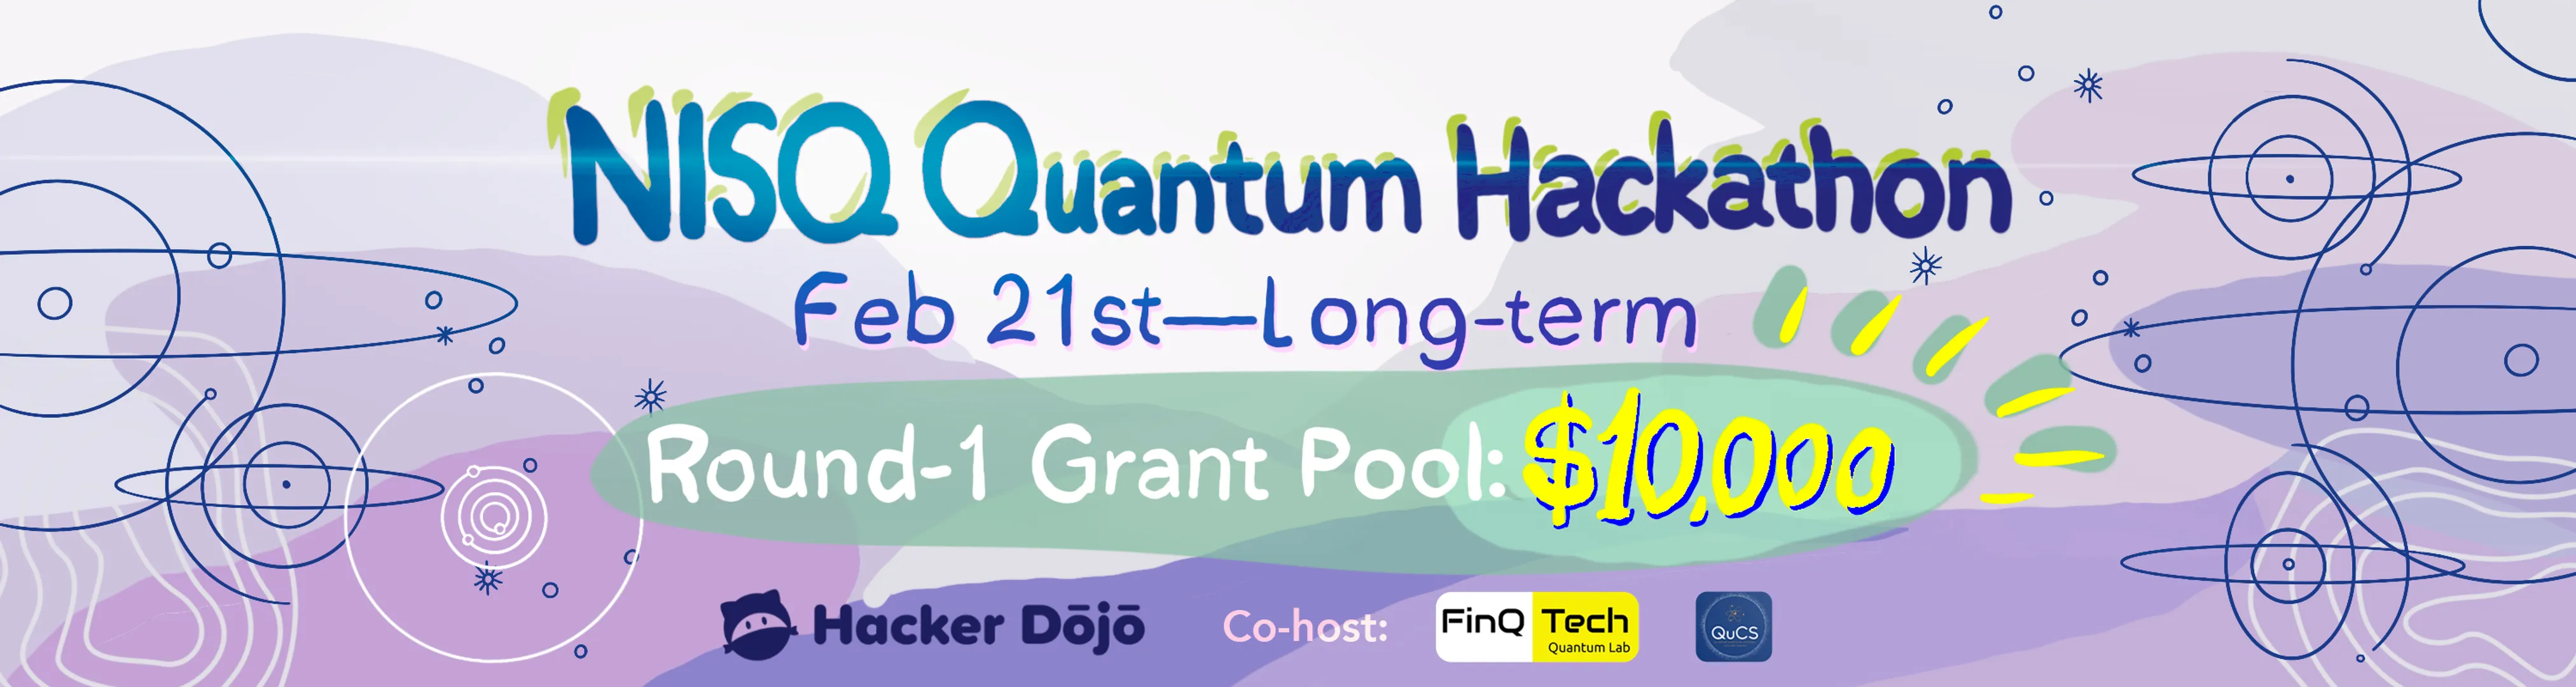 NISQ Quantum Hackathon
Feb 21st—Long-term
Round-1 Grant Pool: $10,000
Hacker Dōjō Co-host: FinQ Tech Quantum Lab QuCS